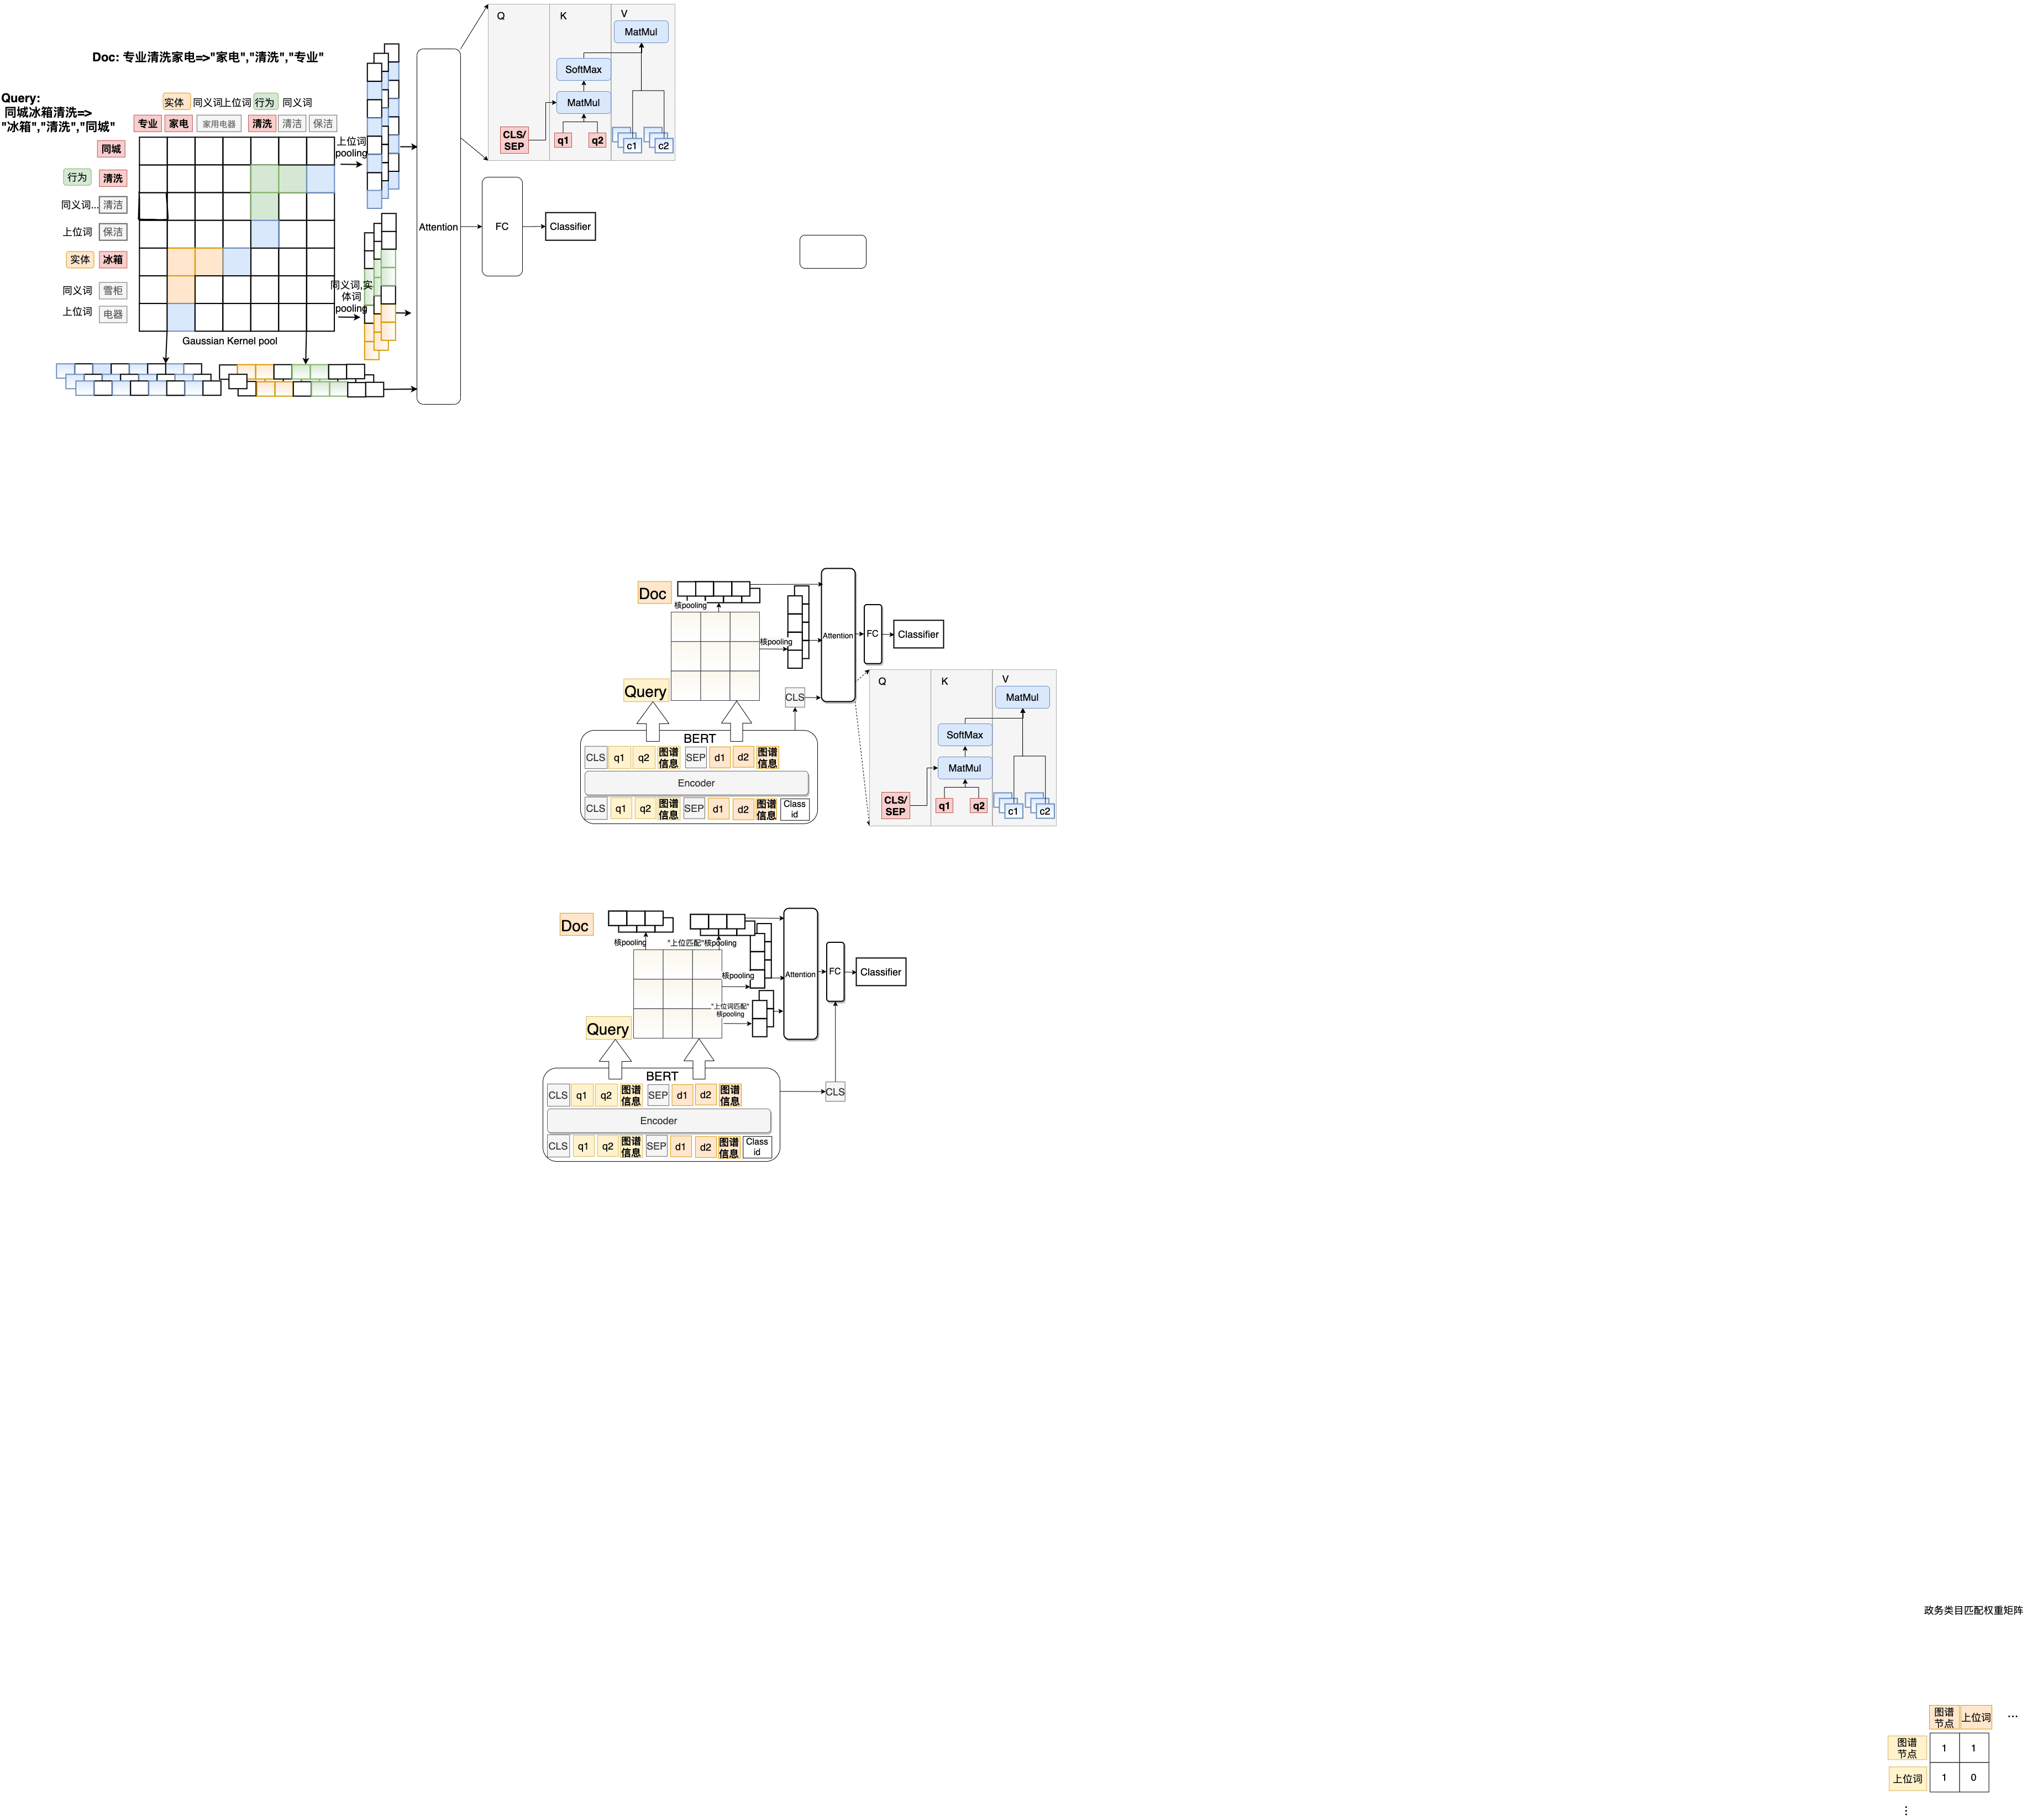 Doc: 专业清洗家电=>"家电","清洗","专业"
Query:
同城冰箱清洗=>
"冰箱","清洗","同城"
实体 同义词上位词 行为 同义词
专业 家电 家用电器 清洗 清洁 保洁
同城
行为 清洗
同义词... 清洁
上位词 保洁
实体 冰箱
同义词 雪柜
上位词 电器
上位词
pooling
同义词,实
体词
pooling
Gaussian Kernel pool
Attention
FC
Classifier
Q K V
MatMul
SoftMax
MatMul
CLS/
SEP
q1 q2 c1 c2
Doc
核pooling
核pooling
Query
CLS
Attention
FC
Classifier
BERT
CLS q1 q2 图谱
信息 SEP d1 d2 图谱
信息
Encoder
CLS q1 q2 图谱
信息 SEP d1 d2 图谱
信息 Class
id
Q K V
MatMul
SoftMax
MatMul
CLS/
SEP
q1 q2 c1 c2
Doc
核pooling
"上位匹配"核pooling
核pooling
"上位词匹配"
核pooling
Query
Attention
FC
Classifier
CLS
BERT
CLS q1 q2 图谱
信息 SEP d1 d2 图谱
信息
Encoder
CLS q1 q2 图谱
信息 SEP d1 d2 图谱
信息 Class
id
政务类目匹配权重矩阵
图谱
节点 上位词 ...
图谱
节点 1 1
上位词 1 0
...